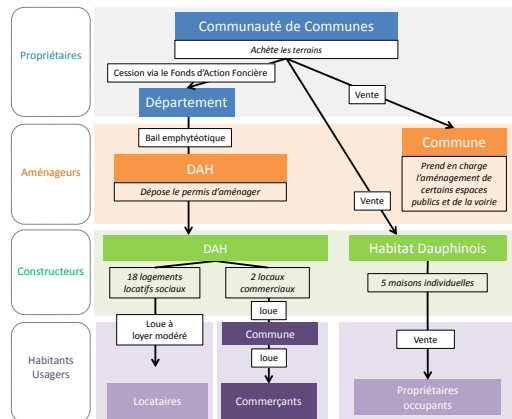 Communauté de Communes
Achète les terrains
Propriétaires
Cession via le Fonds d'Action Foncière
Vente
Département
Bail emphytéotique
Commune
Prend en charge
l'aménagement de
certains espaces
publics et de la voirie
DAH
Aménageurs
Dépose le permis d'aménager
Vente
DAH
Habitat Dauphinois
Constructeurs
18 logements
locatifs sociaux
2 locaux
commerciaux
5 maisons individuelles
loue
Loue à
loyer modéré
Commune
Vente
Habitants
Usagers
loue
Locataires
Commerçants
Propriétaires
occupants